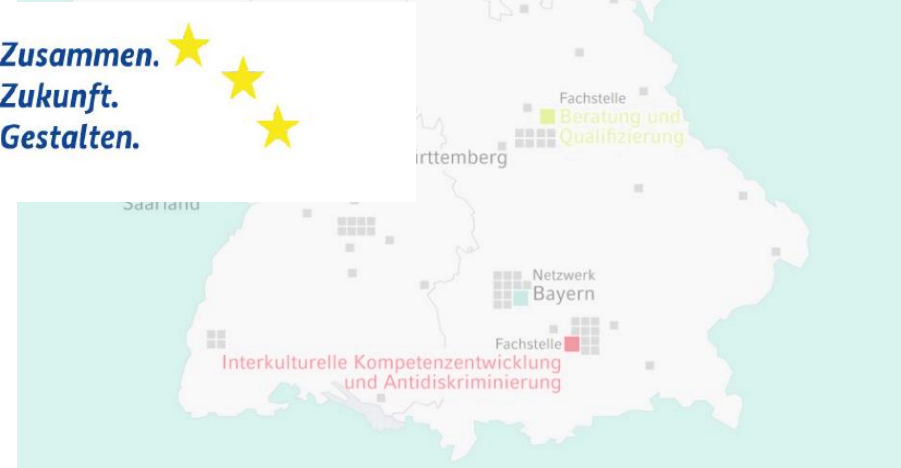 Zusammen.
Zukunft.
Gestalten.
Fachstelle
Beratung und
Qualifizierung
rttemberg
Saarland
Netzwerk
Bayern
Fachstelle
Interkulturelle Kompetenzentwicklung
und Antidiskriminierung